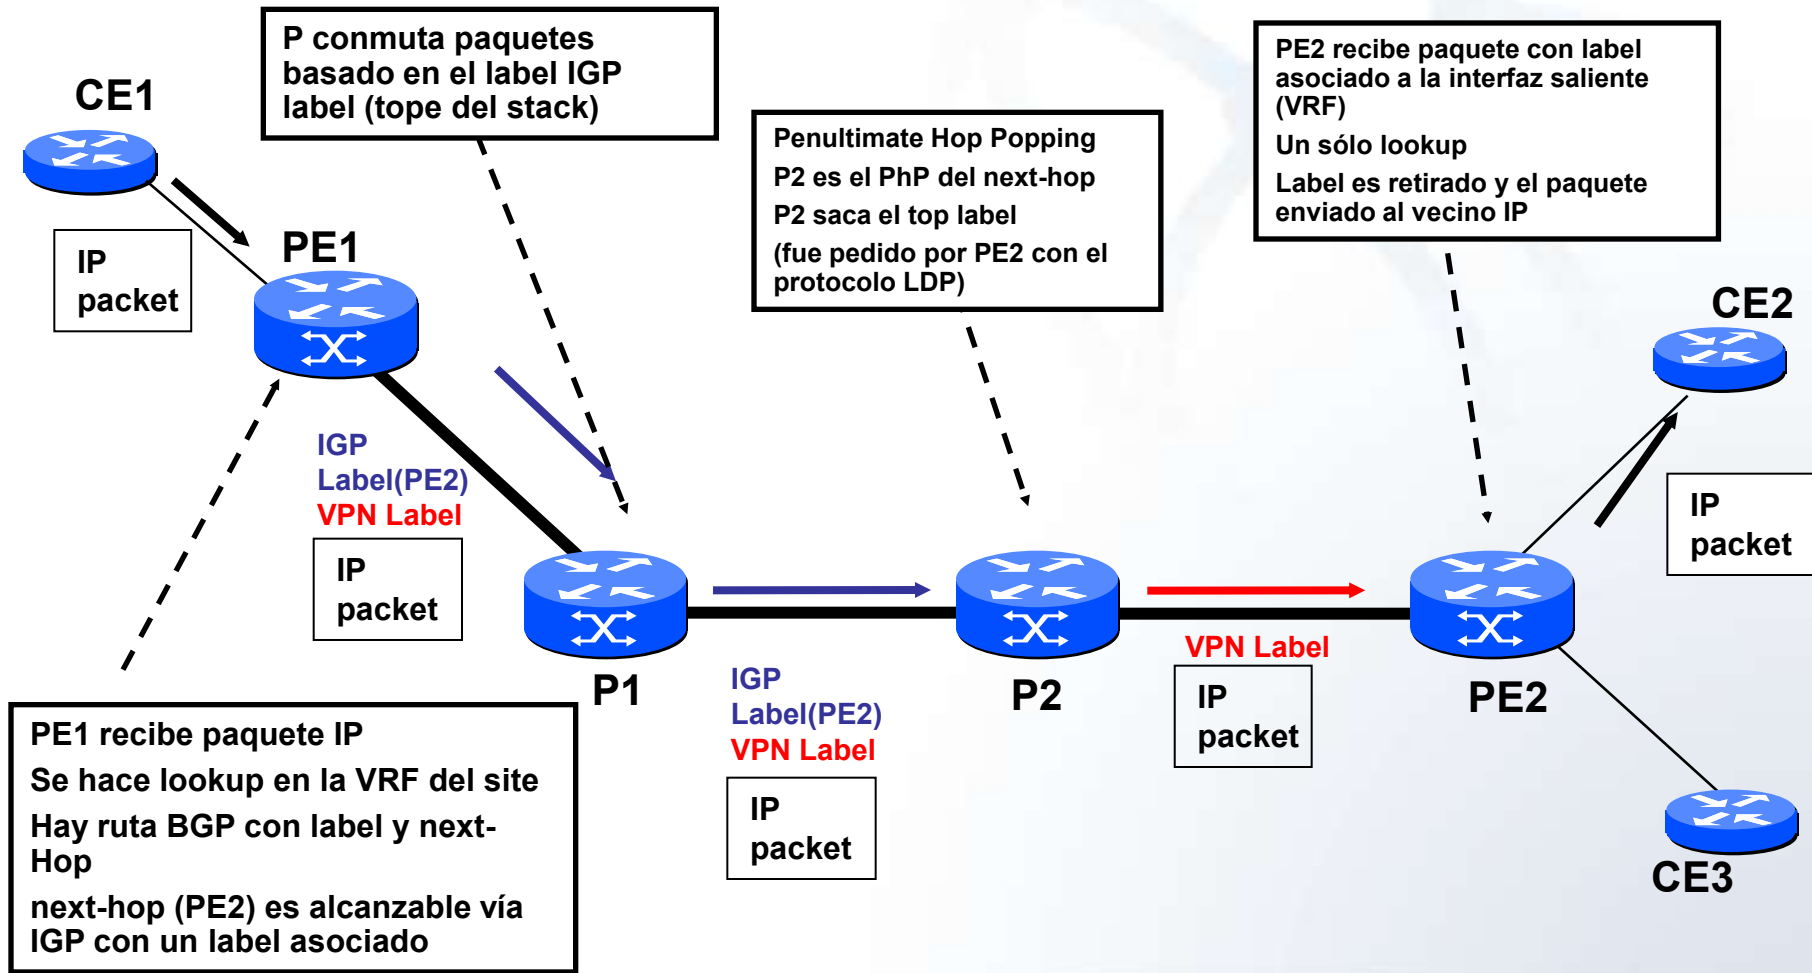 P conmuta paquetes
basado en el label IGP
label (tope del stack)
PE2 recibe paquete con label
asociado a la interfaz saliente
(VRF)
Un sólo lookup
Label es retirado y el paquete
enviado al vecino IP
CE1
Penultimate Hop Popping
P2 es el PhP del next-hop
P2 saca el top label
(fue pedido por PE2 con el
protocolo LDP)
IP
packet
PE1
CE2
IGP
Label(PE2)
VPN Label
IP
packet
IP
packet
P1
IGP
Label(PE2)
VPN Label
IP
packet
P2
VPN Label
IP
packet
PE2
CE3
PE1 recibe paquete IP
Se hace lookup en la VRF del site
Hay ruta BGP con label y next-
Hop
next-hop (PE2) es alcanzable vía
IGP con un label asociado